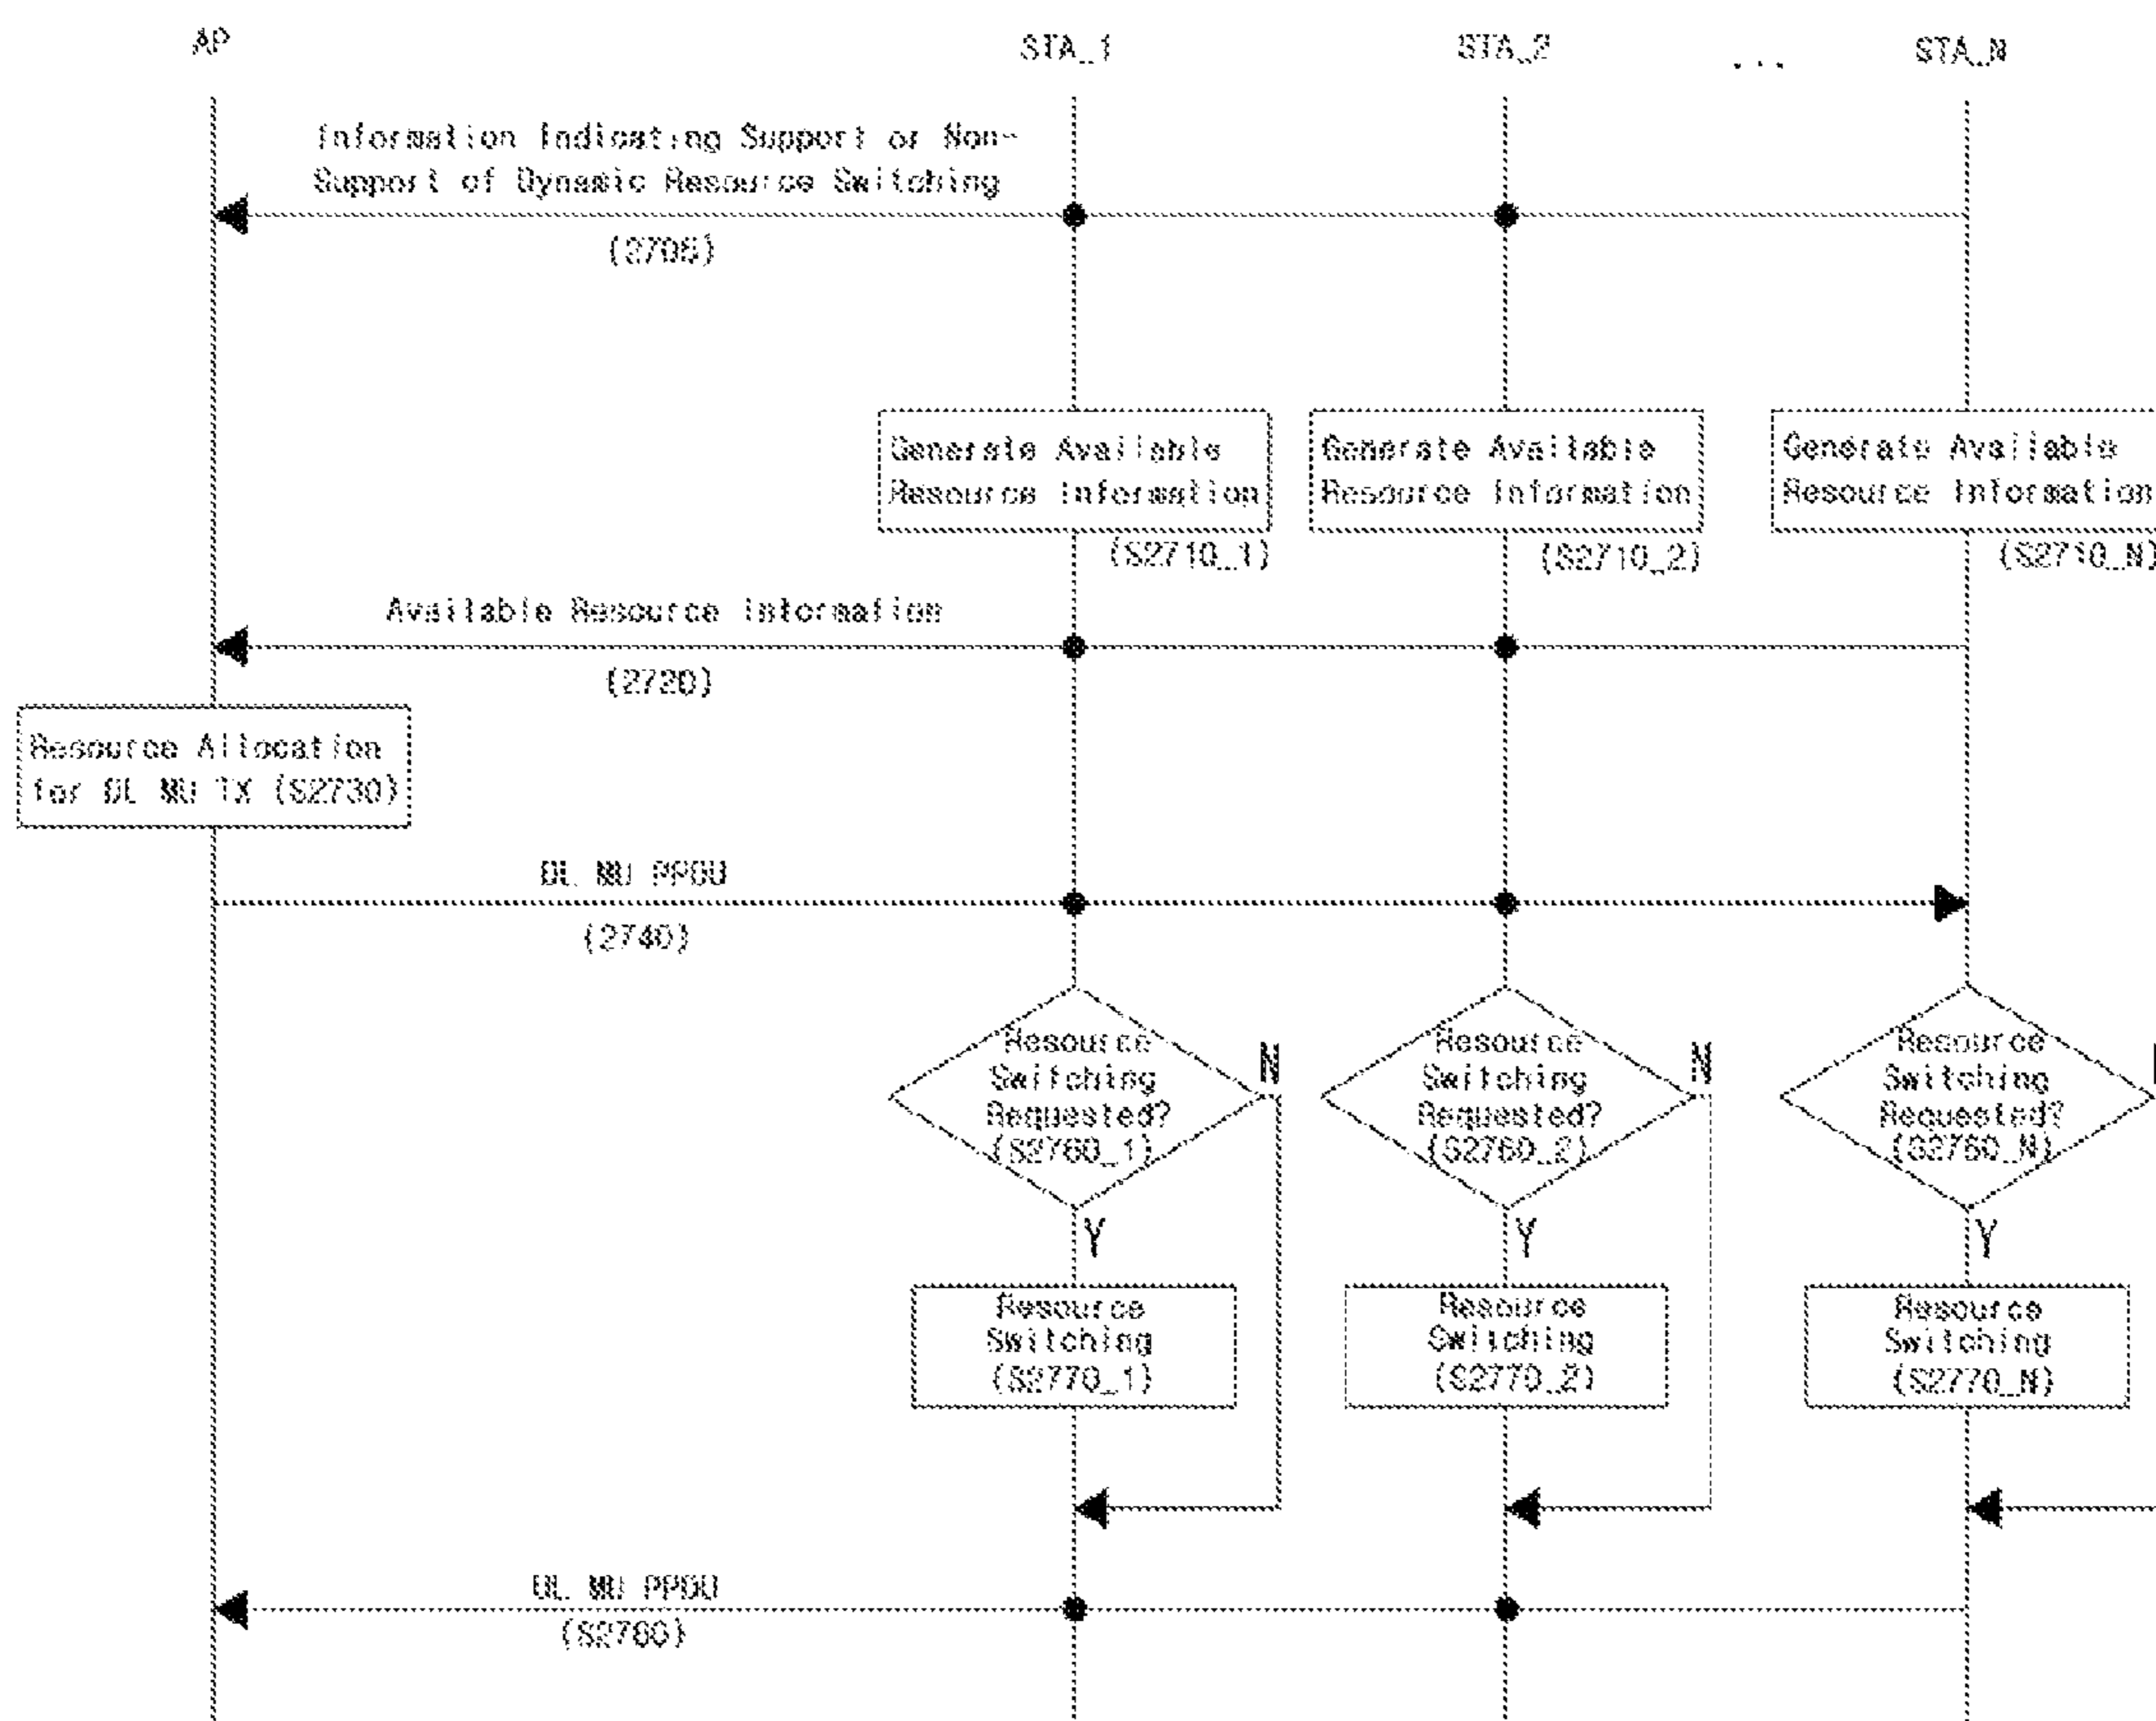 AP
STA_1
STA_2
...
STA_N
Information Indicating Support or Non-
Support of Dynamic Resource Switching
(2705)
Generate Available
Resource Information
(S2710_1)
Generate Available
Resource Information
(S2710_2)
Generate Available
Resource Information
(S2710_N)
Available Resource Information
(2720)
Resource Allocation
for DL MU TX (S2730)
DL MU PPDU
(2740)
Resource
Switching
Requested?
(S2760_1)
N
Y
Resource
Switching
Requested?
(S2760_2)
N
Y
Resource
Switching
Requested?
(S2760_N)
Y
Resource
Switching
(S2770_1)
Resource
Switching
(S2770_2)
Resource
Switching
(S2770_N)
UL MU PPDU